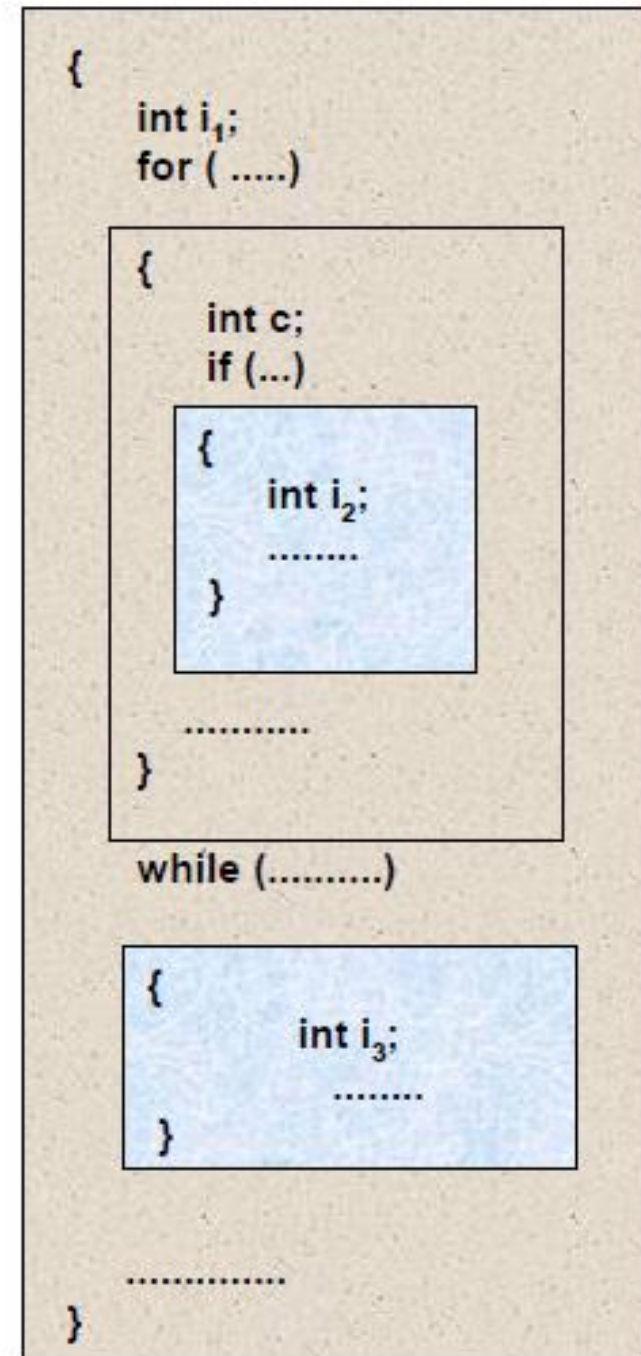 {
int i₁;
for ( .....)
{
int c;
if (...)
{
int i₂;
........
}
...........
}
while (..........)
{
int i₃;
........
}
..............
}